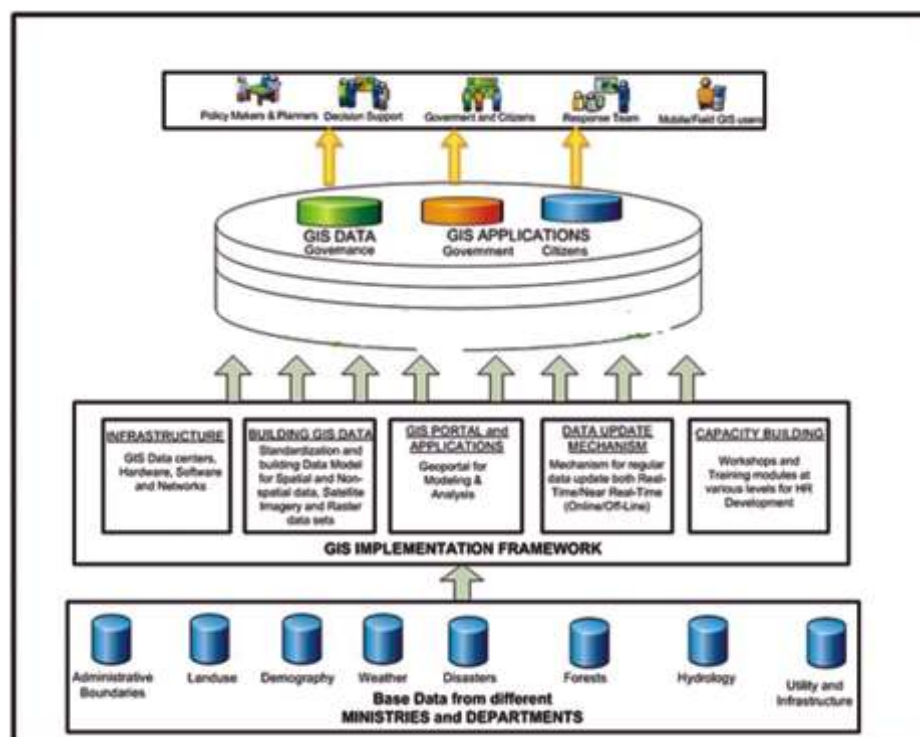 Policy Makers & Planners
Decision Support
Goverment and Citizens
Response Team
Mobile/Field GIS users
GIS DATA
Governance
GIS APPLICATIONS
Government
Citizens
INFRASTRUCTURE
GIS Data centers,
Hardware, Software
and Networks
BUILDING GIS DATA
Standardization and
building Data Model
for Spatial and Non-
spatial data, Satellite
Imagery and Raster
data sets
GIS PORTAL and
APPLICATIONS
Geoportal for
Modeling &
Analysis
DATA UPDATE
MECHANISM
Mechanism for regular
data update both Real-
Time/Near Real-Time
(Online/Off-Line)
CAPACITY BUILDING
Workshops and
Training modules at
various levels for HR
Development
GIS IMPLEMENTATION FRAMEWORK
Administrative
Boundaries
Landuse
Demography
Weather
Disasters
Forests
Hydrology
Utility and
Infrastructure
Base Data from different
MINISTRIES and DEPARTMENTS